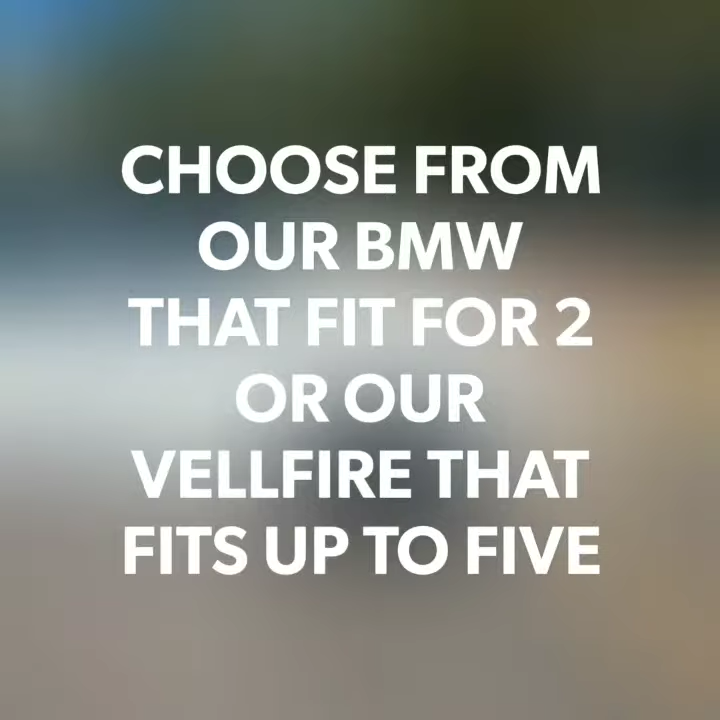 CHOOSE FROM
OUR BMW
THAT FIT FOR 2
OR OUR
VELLFIRE THAT
FITS UP TO FIVE